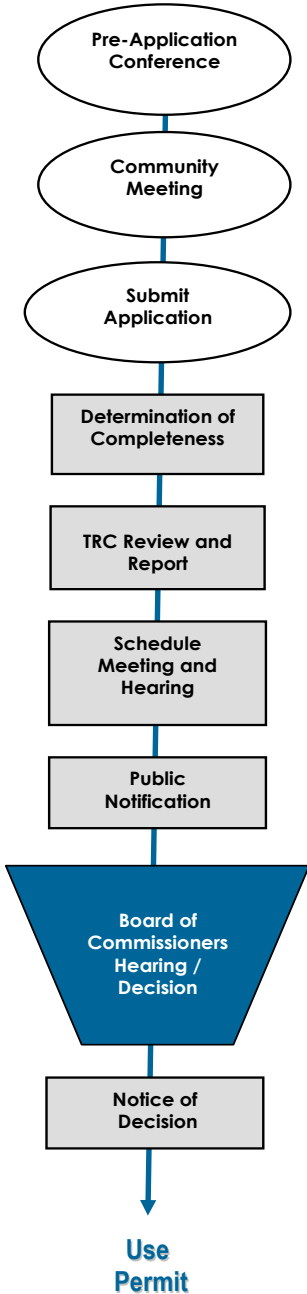 Pre-Application
Conference
Community
Meeting
Submit
Application
Determination of
Completeness
TRC Review and
Report
Schedule
Meeting and
Hearing
Public
Notification
Board of
Commissioners
Hearing /
Decision
Notice of
Decision
Use
Permit